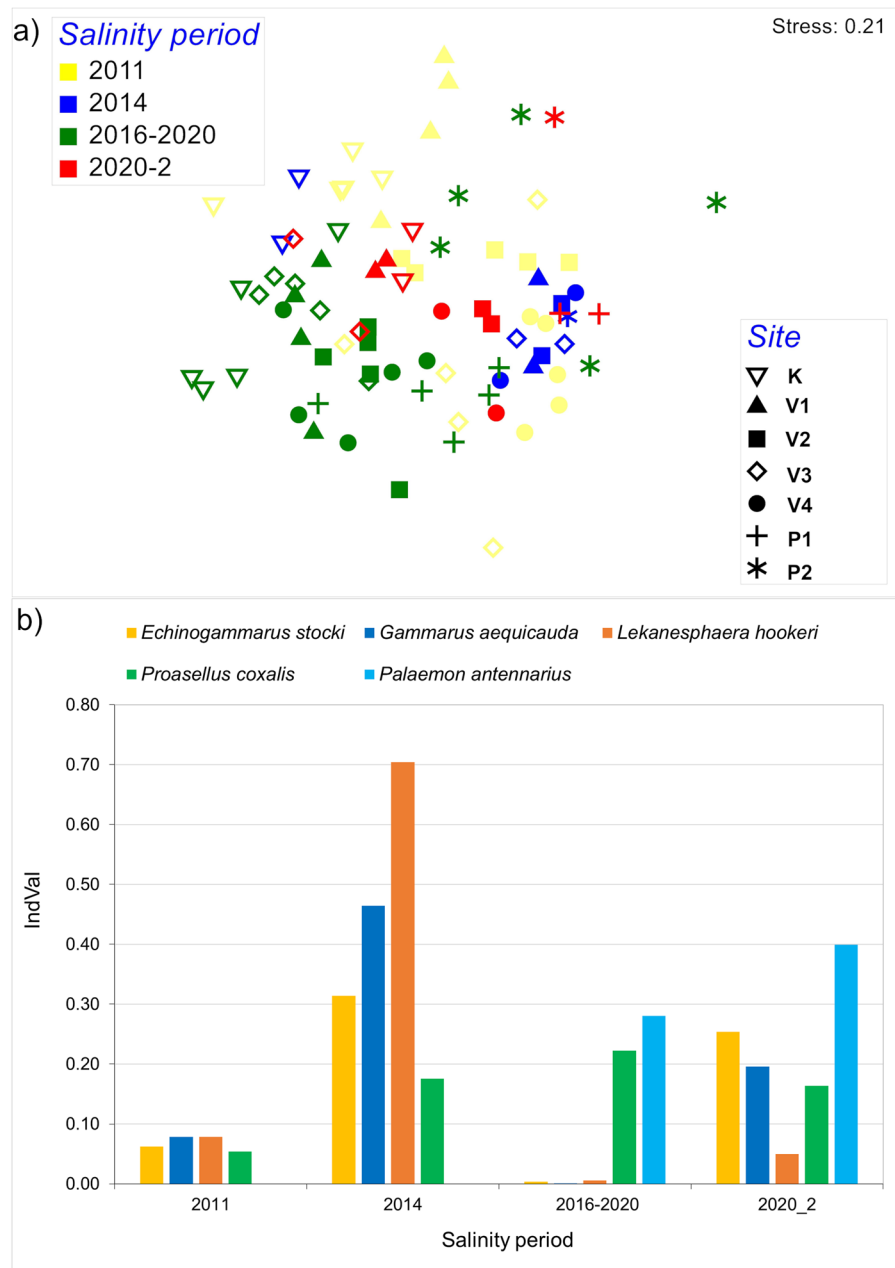 a)
Salinity period
2011
2014
2016-2020
2020-2
Stress: 0.21
Site
K
V1
V2
V3
V4
P1
P2
b)
Echinogammarus stocki Gammarus aequicauda Lekanesphaera hookeri
Proasellus coxalis Palaemon antennarius
0.80
0.70
0.60
0.50
0.40
0.30
0.20
0.10
0.00
IndVal
2011 2014 2016-2020 2020_2
Salinity period